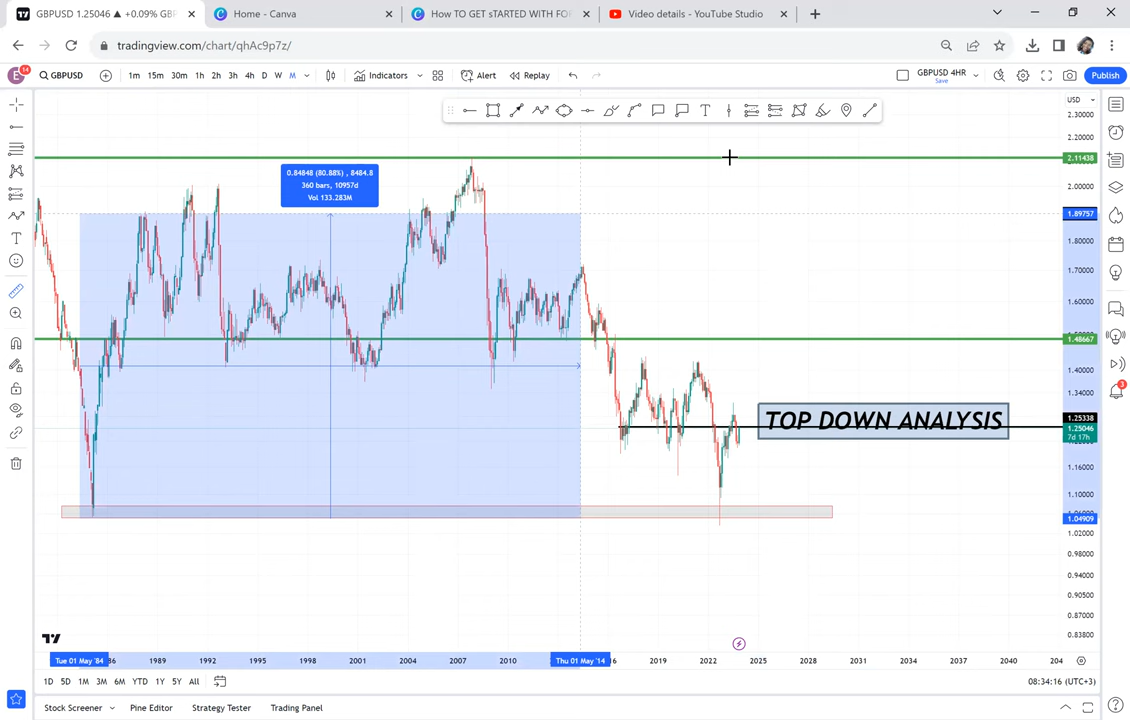 GBPUSD 1.25046 ▲ +0.09% GBP
Home - Canva
How TO GET sTARTED WITH FOR
Video details - YouTube Studio
tradingview.com/chart/qhAc9p7z/
E 14
GBPUSD
1m 15m 30m 1h 2h 3h 4h D W M
Indicators
Alert
Replay
GBPUSD 4HR
Save
Publish
USD
2.30000
2.20000
2.11438
2.00000
1.89757
1.80000
1.70000
1.60000
1.48667
1.40000
1.34000
1.25338
1.25046
7d 17h
1.16000
1.10000
1.04909
1.02000
0.98000
0.94000
0.90500
0.87000
0.83800
0.84848 (80.88%) , 8484.8
360 bars, 10957d
Vol 133.283M
TOP DOWN ANALYSIS
3
Tue 01 May '84 86 1989 1992 1995 1998 2001 2004 2007 2010 Thu 01 May '14 16 2019 2022 2025 2028 2031 2034 2037 2040 204
1D 5D 1M 3M 6M YTD 1Y 5Y All
08:34:16 (UTC+3)
Stock Screener Pine Editor Strategy Tester Trading Panel